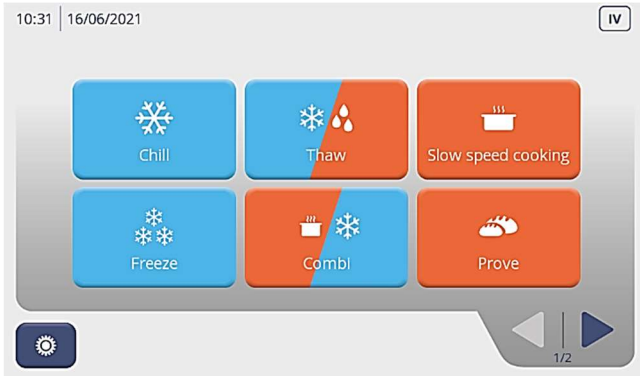 10:31 16/06/2021 IV
Chill Thaw Slow speed cooking
Freeze Combi Prove
1/2